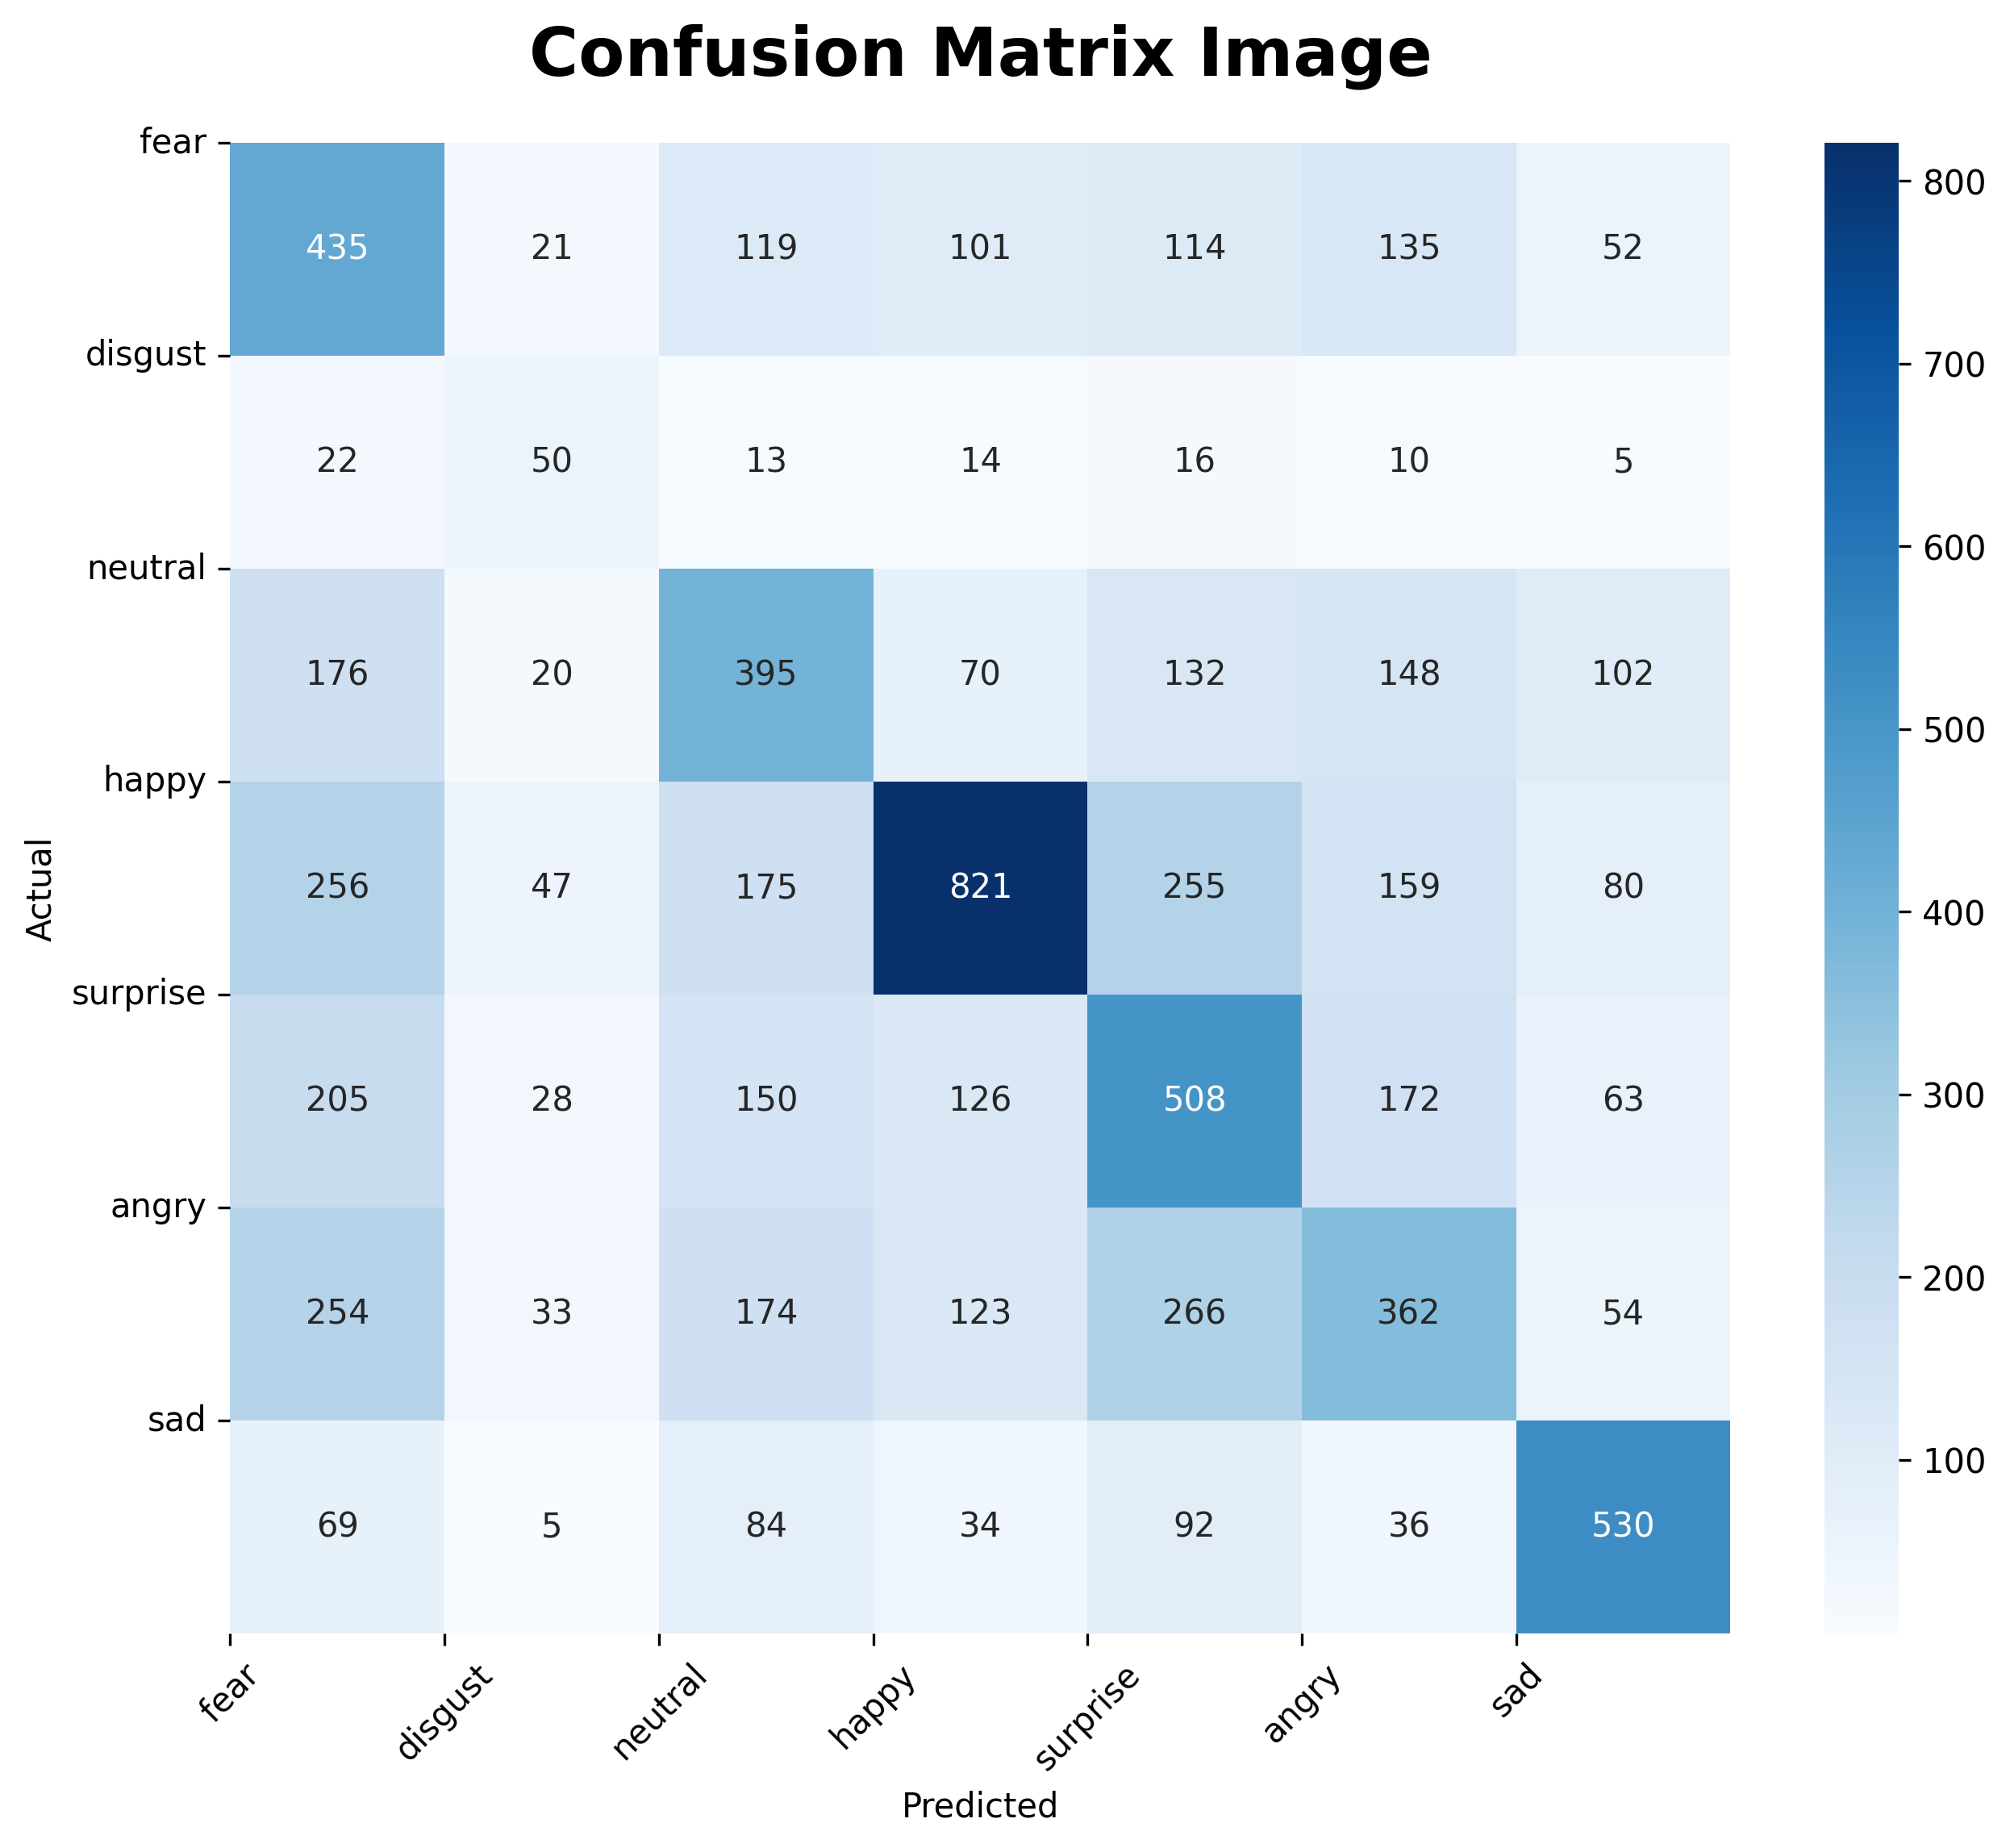 Confusion Matrix Image
fear
435 21 119 101 114 135 52
disgust
22 50 13 14 16 10 5
neutral
176 20 395 70 132 148 102
happy
256 47 175 821 255 159 80
surprise
205 28 150 126 508 172 63
angry
254 33 174 123 266 362 54
sad
69 5 84 34 92 36 530
Actual
fear disgust neutral happy surprise angry sad
Predicted
800
700
600
500
400
300
200
100